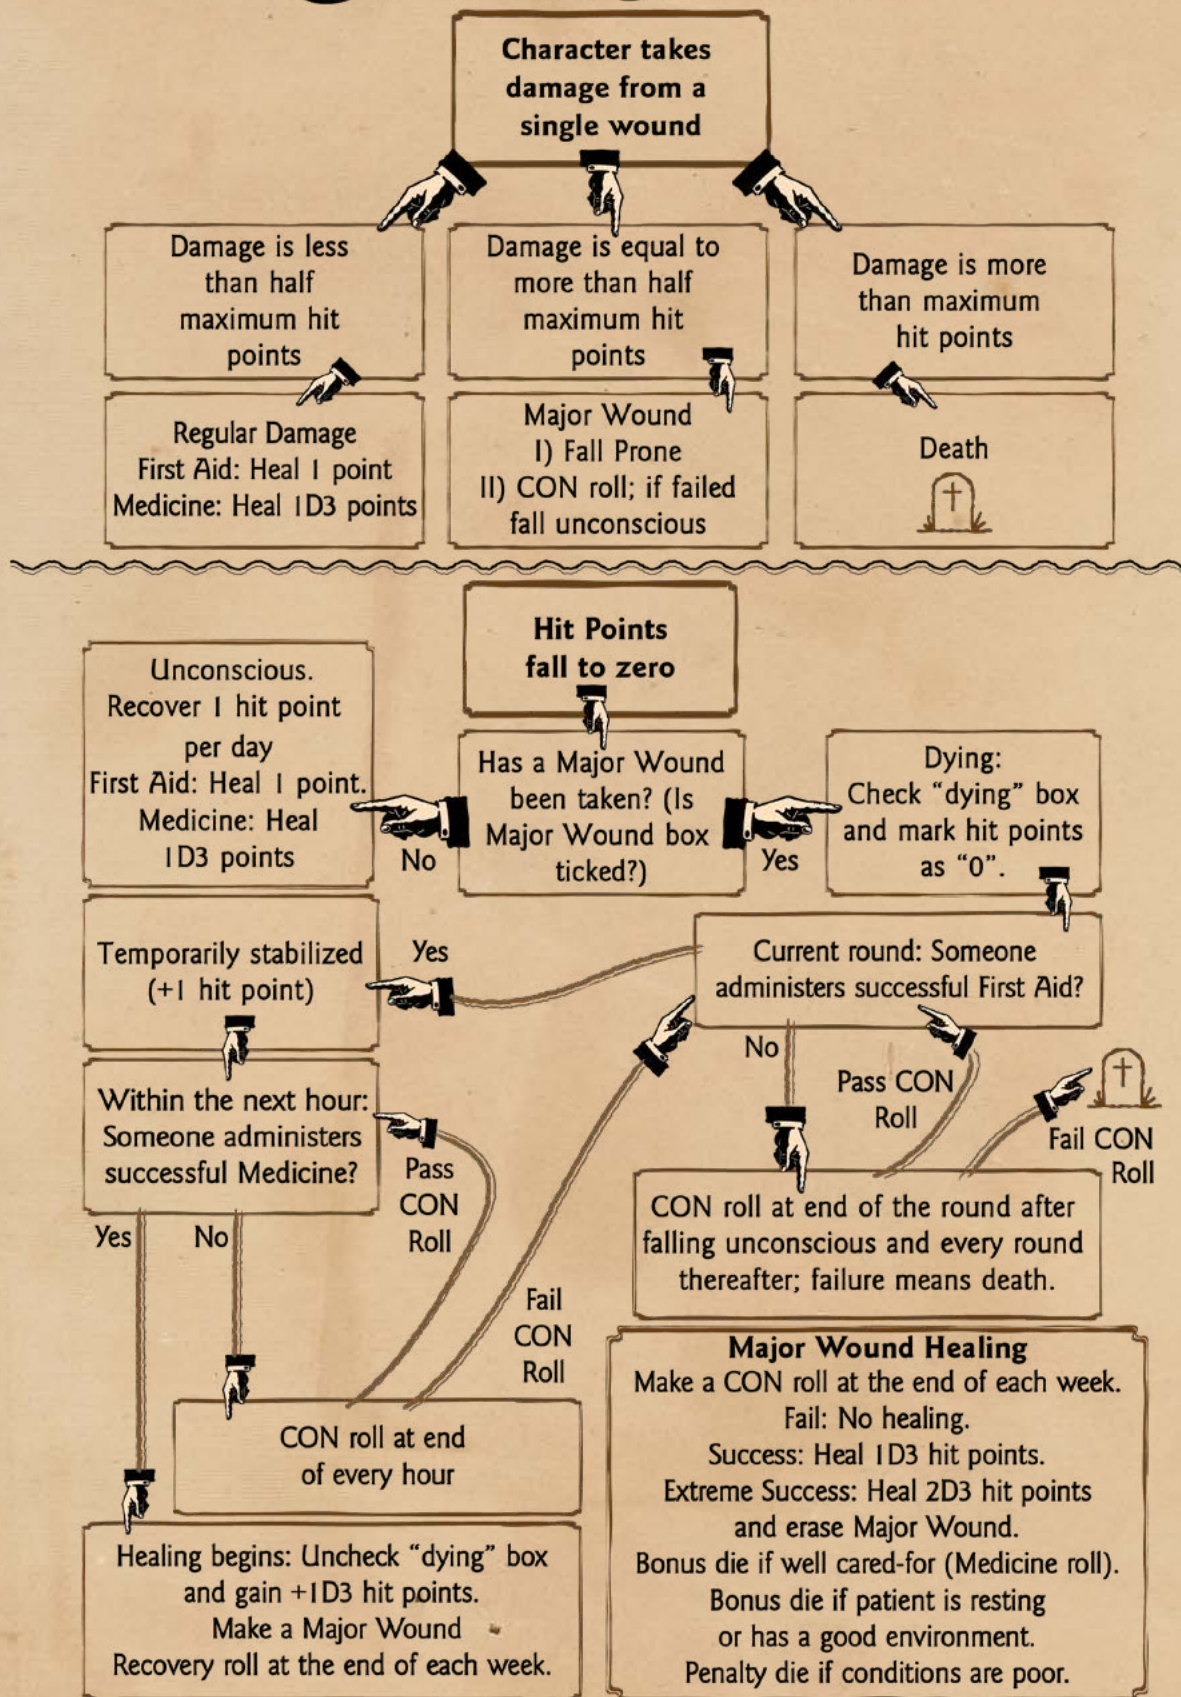 Character takes
damage from a
single wound
Damage is less
than half
maximum hit
points
Damage is equal to
more than half
maximum hit
points
Damage is more
than maximum
hit points
Regular Damage
First Aid: Heal 1 point
Medicine: Heal 1D3 points
Major Wound
I) Fall Prone
II) CON roll; if failed
fall unconscious
Death
Hit Points
fall to zero
Unconscious.
Recover 1 hit point
per day
First Aid: Heal 1 point.
Medicine: Heal
1D3 points
No
Has a Major Wound
been taken? (Is
Major Wound box
ticked?)
Yes
Dying:
Check “dying” box
and mark hit points
as “0”.
Temporarily stabilized
(+1 hit point)
Yes
Current round: Someone
administers successful First Aid?
No
Pass CON
Roll
Fail CON
Roll
Within the next hour:
Someone administers
successful Medicine?
Pass
CON
Roll
Yes
No
CON roll at end of the round after
falling unconscious and every round
thereafter; failure means death.
Fail
CON
Roll
CON roll at end
of every hour
Healing begins: Uncheck “dying” box
and gain +1D3 hit points.
Make a Major Wound
Recovery roll at the end of each week.
Major Wound Healing
Make a CON roll at the end of each week.
Fail: No healing.
Success: Heal 1D3 hit points.
Extreme Success: Heal 2D3 hit points
and erase Major Wound.
Bonus die if well cared-for (Medicine roll).
Bonus die if patient is resting
or has a good environment.
Penalty die if conditions are poor.